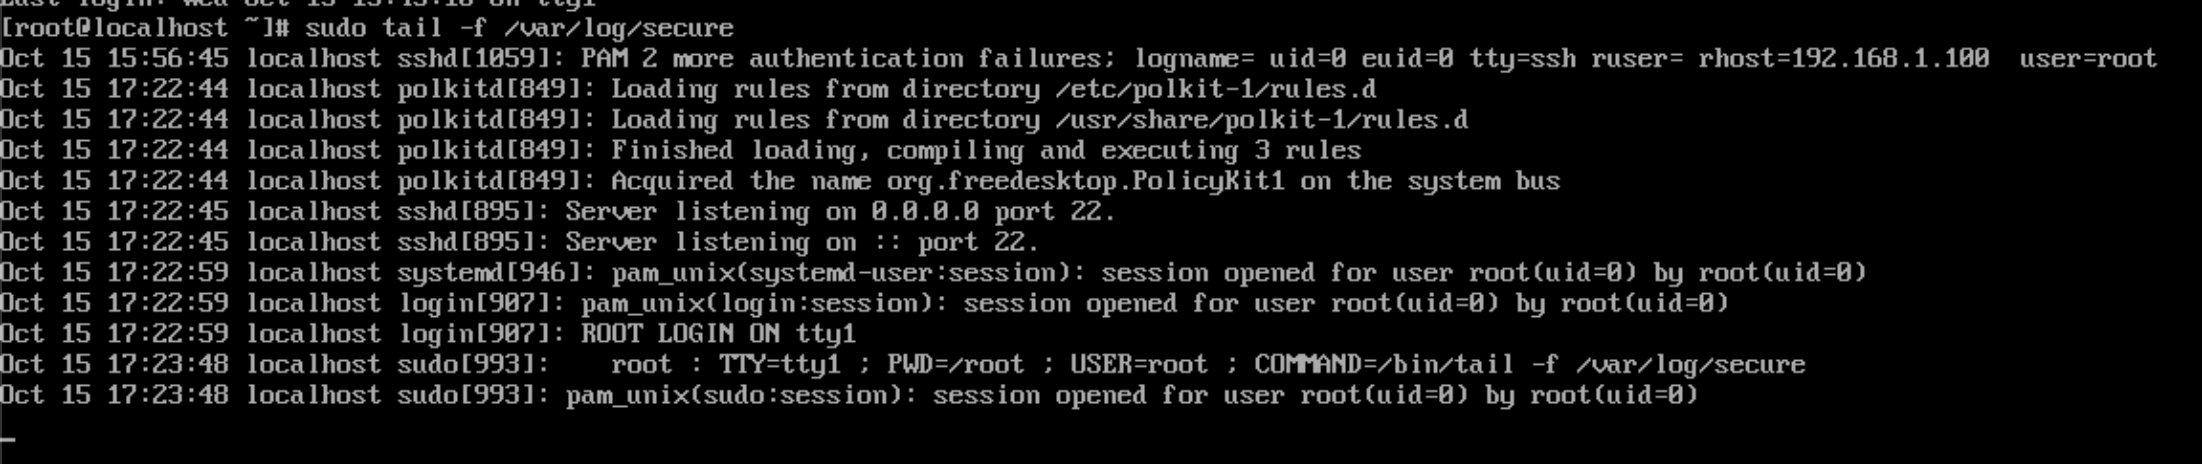 [root@localhost ~]# sudo tail -f /var/log/secure
Oct 15 15:56:45 localhost sshd[1059]: PAM 2 more authentication failures; logname= uid=0 euid=0 tty=ssh ruser= rhost=192.168.1.100  user=root
Oct 15 17:22:44 localhost polkitd[849]: Loading rules from directory /etc/polkit-1/rules.d
Oct 15 17:22:44 localhost polkitd[849]: Loading rules from directory /usr/share/polkit-1/rules.d
Oct 15 17:22:44 localhost polkitd[849]: Finished loading, compiling and executing 3 rules
Oct 15 17:22:44 localhost polkitd[849]: Acquired the name org.freedesktop.PolicyKit1 on the system bus
Oct 15 17:22:45 localhost sshd[895]: Server listening on 0.0.0.0 port 22.
Oct 15 17:22:45 localhost sshd[895]: Server listening on :: port 22.
Oct 15 17:22:59 localhost systemd[946]: pam_unix(systemd-user:session): session opened for user root(uid=0) by root(uid=0)
Oct 15 17:22:59 localhost login[907]: pam_unix(login:session): session opened for user root(uid=0) by root(uid=0)
Oct 15 17:22:59 localhost login[907]: ROOT LOGIN ON tty1
Oct 15 17:23:48 localhost sudo[993]:    root : TTY=tty1 ; PWD=/root ; USER=root ; COMMAND=/bin/tail -f /var/log/secure
Oct 15 17:23:48 localhost sudo[993]: pam_unix(sudo:session): session opened for user root(uid=0) by root(uid=0)